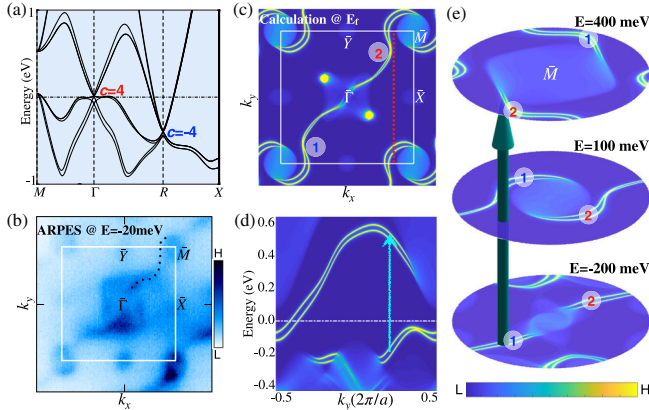 (a)
1
Energy (eV)
0
-1
c=4
c=-4
M Γ R X
(b)
ARPES @ E=-20meV
Ȳ M̄
Γ̄ X̄
k_y
k_x
H
L
(c)
Calculation @ E_f
Ȳ M̄
2
Γ̄ X̄
1
k_y
k_x
(d)
Energy (eV)
0.6
0.4
0.2
0.0
-0.2
-0.4
-0.5 0.5
k_y(2π/a)
(e)
E=400 meV
1
M̄
2
E=100 meV
1
2
E=-200 meV
2
1
L H